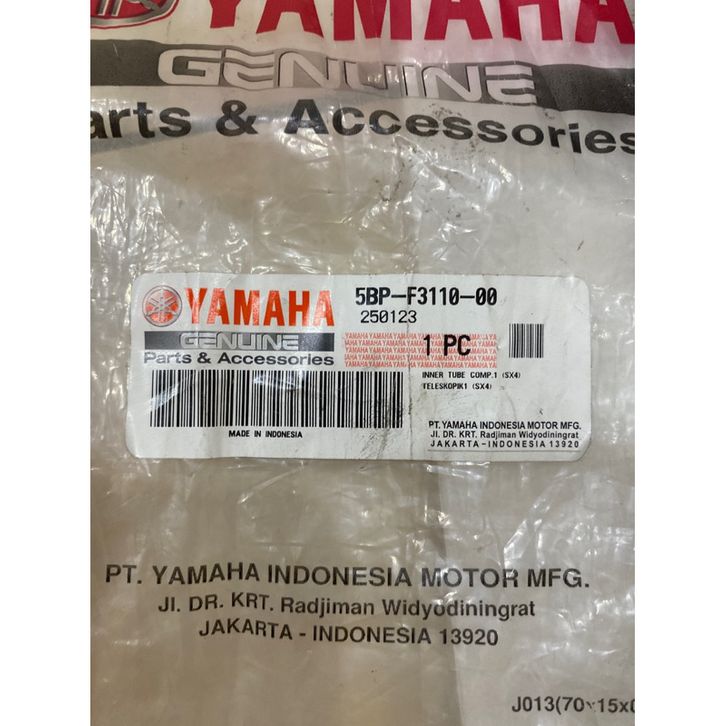 YAMAHA
GENUINE
Parts & Accessories
YAMAHA
GENUINE
Parts & Accessories
MADE IN INDONESIA
5BP-F3110-00
250123
1 PC
INNER TUBE COMP.1 (SX4)
TELESKOPIK1 (SX4)
PT. YAMAHA INDONESIA MOTOR MFG.
Jl. DR. KRT. Radjiman Widyodiningrat
JAKARTA - INDONESIA 13920
PT. YAMAHA INDONESIA MOTOR MFG.
Jl. DR. KRT. Radjiman Widyodiningrat
JAKARTA - INDONESIA 13920